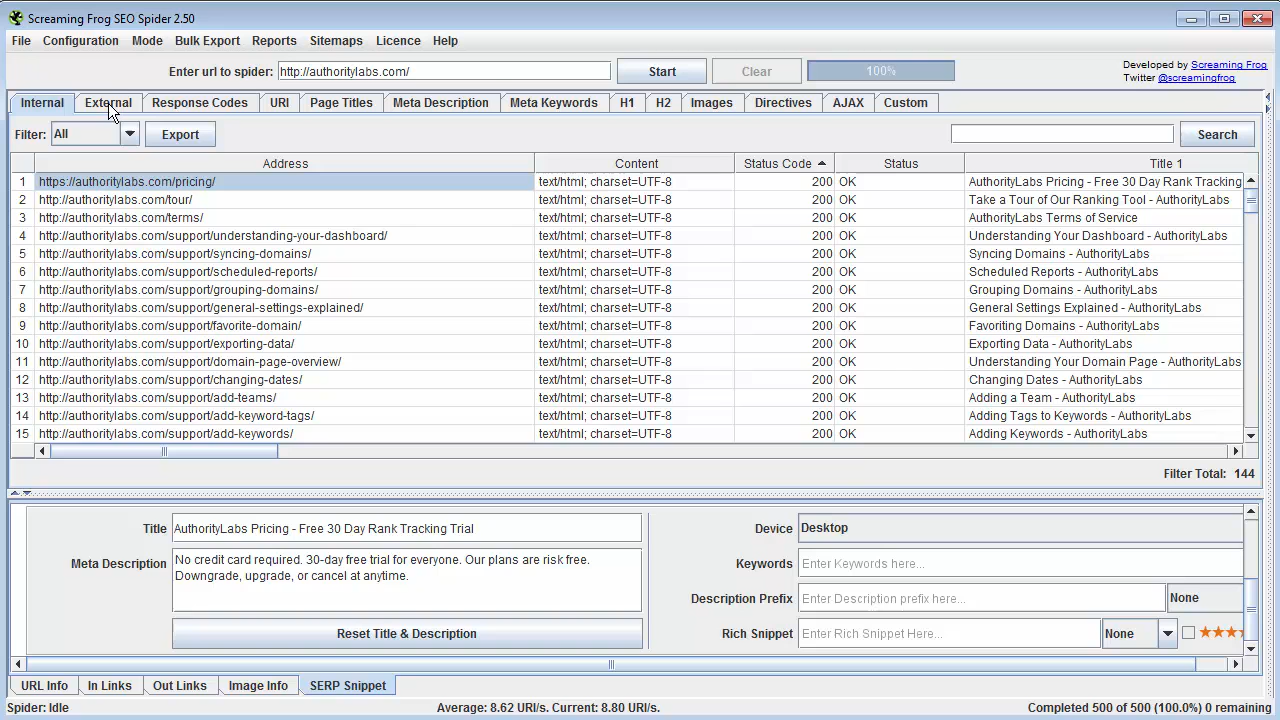 Screaming Frog SEO Spider 2.50
File Configuration Mode Bulk Export Reports Sitemaps Licence Help
Enter url to spider: http://authoritylabs.com/ Start Clear 100%
Developed by Screaming Frog
Twitter @screamingfrog
Internal External Response Codes URI Page Titles Meta Description Meta Keywords H1 H2 Images Directives AJAX Custom
Filter: All Export Search
Address Content Status Code Status Title 1
1 https://authoritylabs.com/pricing/ text/html; charset=UTF-8 200 OK AuthorityLabs Pricing - Free 30 Day Rank Tracking
2 http://authoritylabs.com/tour/ text/html; charset=UTF-8 200 OK Take a Tour of Our Ranking Tool - AuthorityLabs
3 http://authoritylabs.com/terms/ text/html; charset=UTF-8 200 OK AuthorityLabs Terms of Service
4 http://authoritylabs.com/support/understanding-your-dashboard/ text/html; charset=UTF-8 200 OK Understanding Your Dashboard - AuthorityLabs
5 http://authoritylabs.com/support/syncing-domains/ text/html; charset=UTF-8 200 OK Syncing Domains - AuthorityLabs
6 http://authoritylabs.com/support/scheduled-reports/ text/html; charset=UTF-8 200 OK Scheduled Reports - AuthorityLabs
7 http://authoritylabs.com/support/grouping-domains/ text/html; charset=UTF-8 200 OK Grouping Domains - AuthorityLabs
8 http://authoritylabs.com/support/general-settings-explained/ text/html; charset=UTF-8 200 OK General Settings Explained - AuthorityLabs
9 http://authoritylabs.com/support/favorite-domain/ text/html; charset=UTF-8 200 OK Favoriting Domains - AuthorityLabs
10 http://authoritylabs.com/support/exporting-data/ text/html; charset=UTF-8 200 OK Exporting Data - AuthorityLabs
11 http://authoritylabs.com/support/domain-page-overview/ text/html; charset=UTF-8 200 OK Understanding Your Domain Page - AuthorityLabs
12 http://authoritylabs.com/support/changing-dates/ text/html; charset=UTF-8 200 OK Changing Dates - AuthorityLabs
13 http://authoritylabs.com/support/add-teams/ text/html; charset=UTF-8 200 OK Adding a Team - AuthorityLabs
14 http://authoritylabs.com/support/add-keyword-tags/ text/html; charset=UTF-8 200 OK Adding Tags to Keywords - AuthorityLabs
15 http://authoritylabs.com/support/add-keywords/ text/html; charset=UTF-8 200 OK Adding Keywords - AuthorityLabs
Filter Total: 144
Title AuthorityLabs Pricing - Free 30 Day Rank Tracking Trial Device Desktop
Meta Description No credit card required. 30-day free trial for everyone. Our plans are risk free. Keywords Enter Keywords here...
Downgrade, upgrade, or cancel at anytime.
Description Prefix Enter Description prefix here... None
Reset Title & Description Rich Snippet Enter Rich Snippet Here... None
URL Info In Links Out Links Image Info SERP Snippet
Spider: Idle Average: 8.62 URI/s. Current: 8.80 URI/s. Completed 500 of 500 (100.0%) 0 remaining